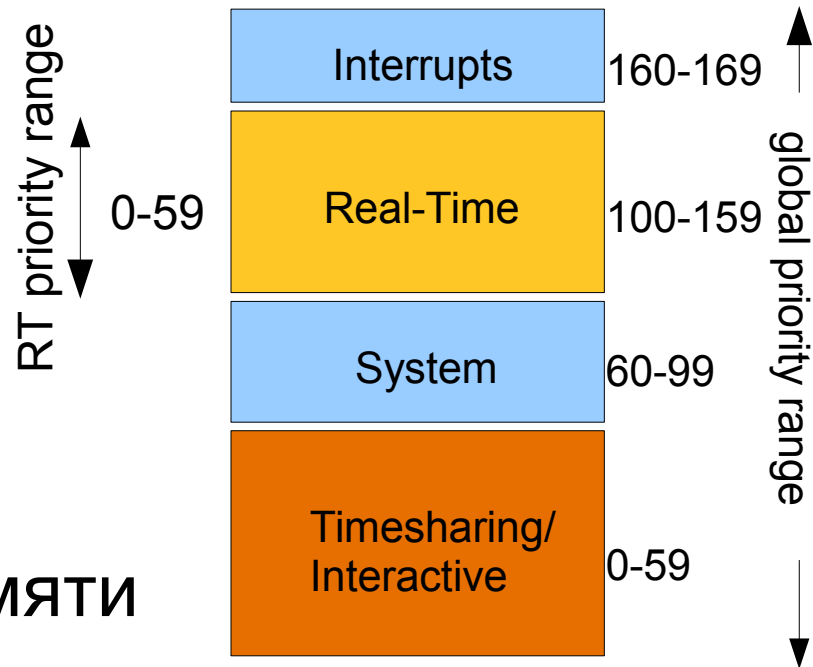 RT priority range
0-59
Interrupts
160-169
Real-Time
100-159
System
60-99
Timesharing/
Interactive
0-59
global priority range
мяти